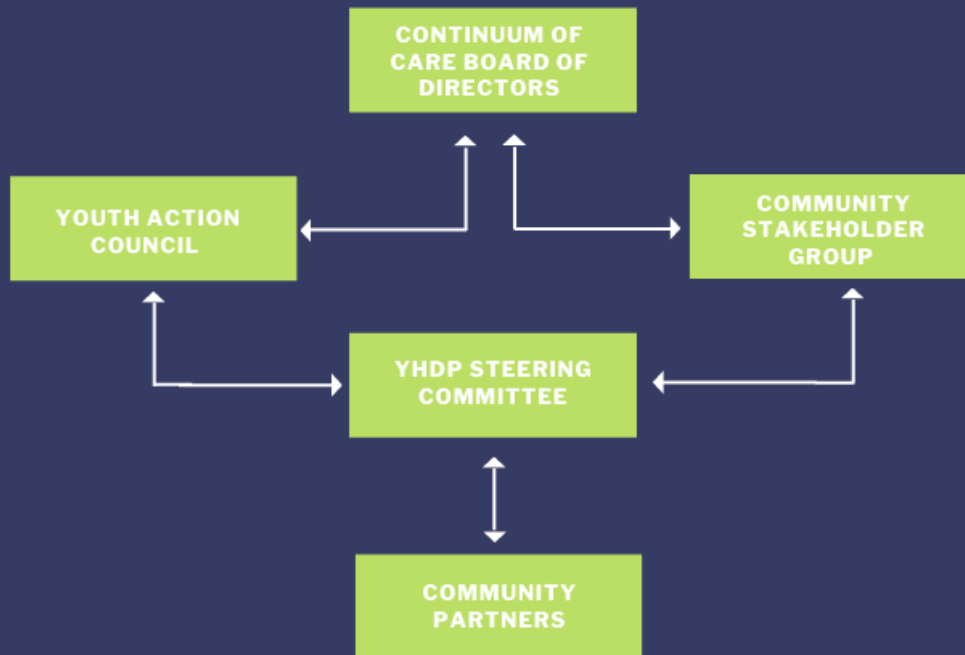 CONTINUUM OF
CARE BOARD OF
DIRECTORS
YOUTH ACTION
COUNCIL
COMMUNITY
STAKEHOLDER
GROUP
YHDP STEERING
COMMITTEE
COMMUNITY
PARTNERS